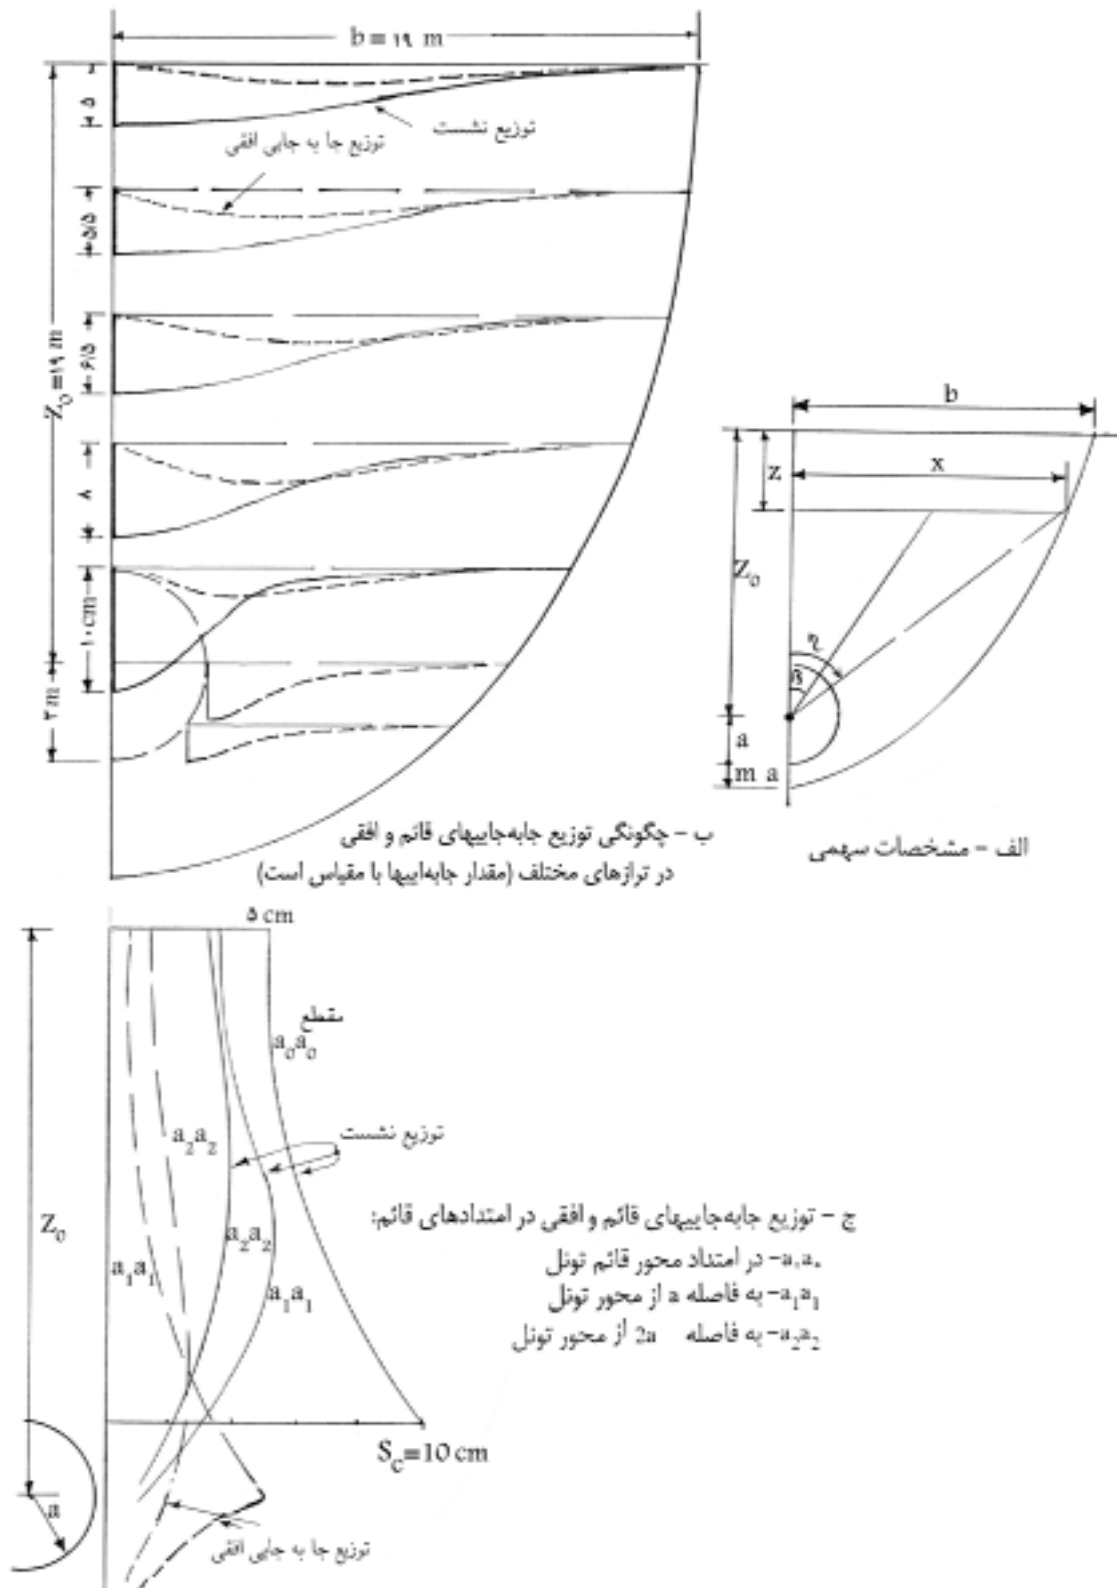 b = ۱۹ m
۵
توزیع نشست
توزیع جا به جایی افقی
۵/۵
Z₀=۱۹ m
۶/۵
۸
۱۰cm
۳ m
b
z
x
Z₀
η
β
a
m a
الف – مشخصات سهمی
ب – چگونگی توزیع جابه‌جاییهای قائم و افقی
در ترازهای مختلف (مقدار جابه‌اییها با مقیاس است)
۵ cm
مقطع
a₀a₀
a₂a₂
توزیع نشست
Z₀
a₂a₂
a₁a₁
a₁a₁
ج – توزیع جابه‌جاییهای قائم و افقی در امتدادهای قائم:
a₀a₀– در امتداد محور قائم تونل
a₁a₁– به فاصله a از محور تونل
a₂a₂– به فاصله 2a از محور تونل
S_C=10 cm
a
توزیع جا به جایی افقی